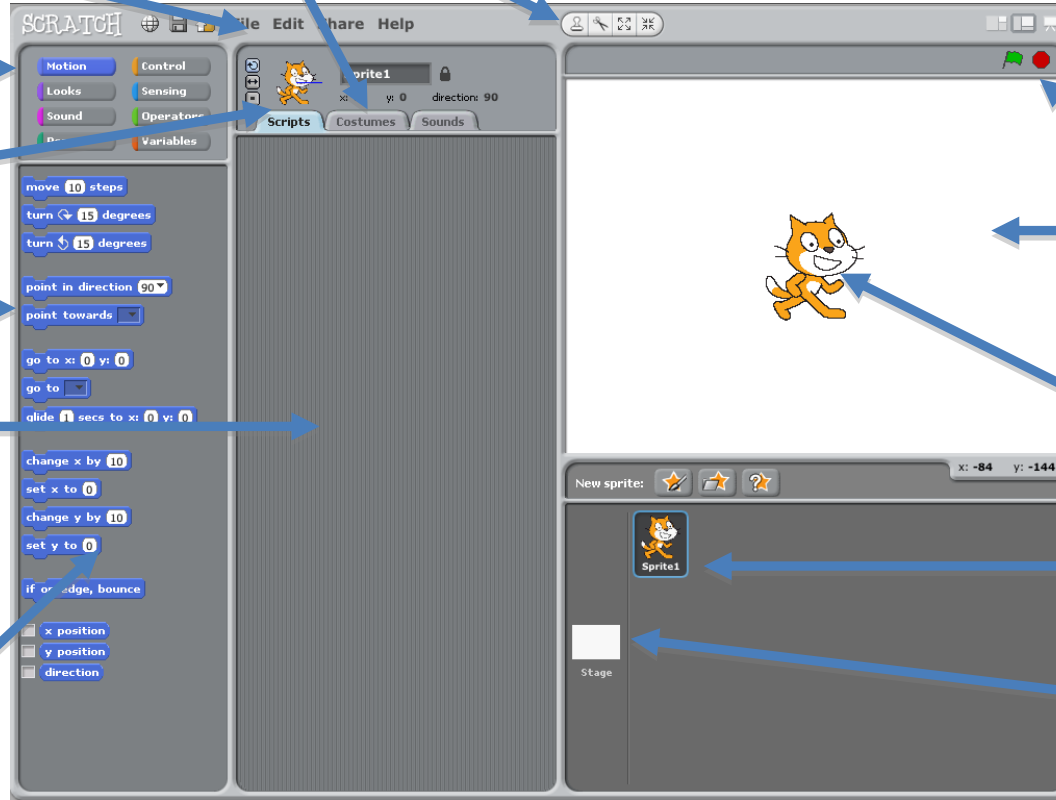 SCRATCH
File Edit Share Help
Motion Control
Looks Sensing
Sound Operators
Variables
Sprite1
x: y: 0 direction: 90
Scripts Costumes Sounds
move 10 steps
turn 15 degrees
turn 15 degrees
point in direction 90
point towards
go to x: 0 y: 0
go to
glide 1 secs to x: 0 y: 0
change x by 10
set x to 0
change y by 10
set y to 0
if on edge, bounce
x position
y position
direction
x: -84 y: -144
New sprite:
Sprite1
Stage